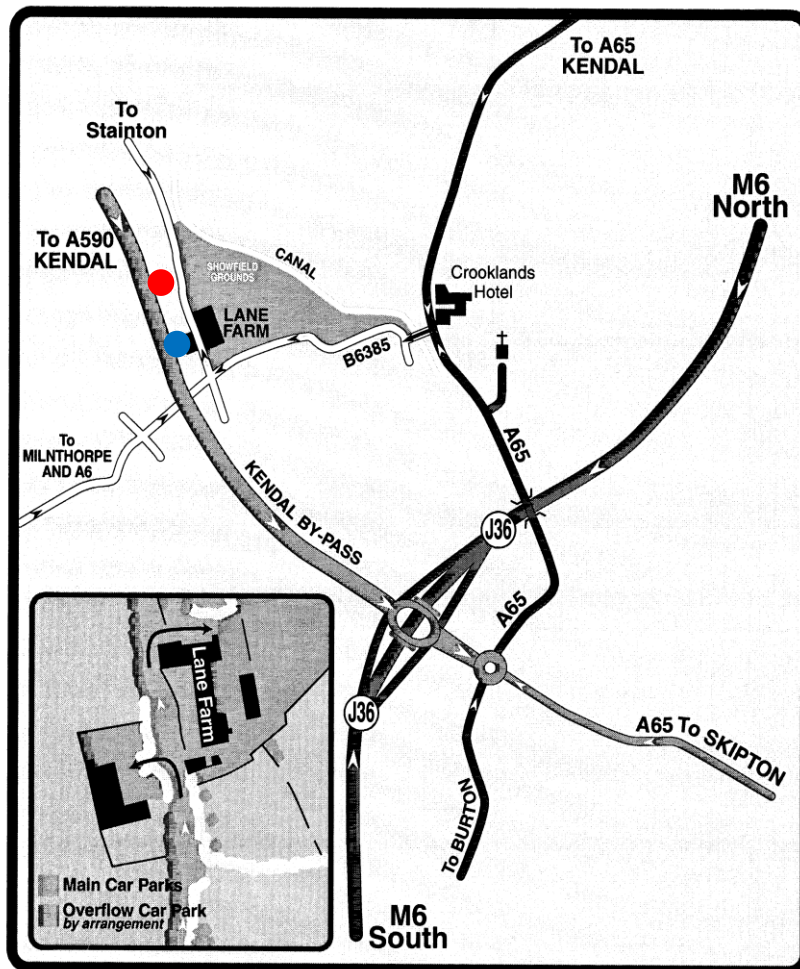 To A65
KENDAL
To
Stainton
M6
North
To A590
KENDAL
SHOWFIELD
GROUNDS
CANAL
Crooklands
Hotel
LANE
FARM
B6385
A65
To
MILNTHORPE
AND A6
KENDAL BY-PASS
J36
A65
Lane Farm
J36
A65 To SKIPTON
To BURTON
Main Car Parks
Overflow Car Park
by arrangement
M6
South